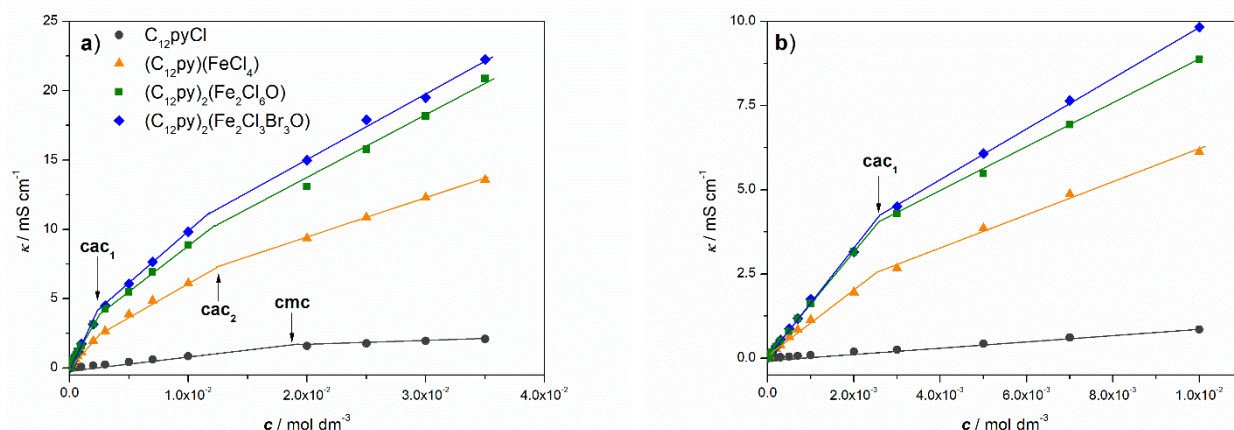 a)
C₁₂pyCl
(C₁₂py)(FeCl₄)
(C₁₂py)₂(Fe₂Cl₆O)
(C₁₂py)₂(Fe₂Cl₃Br₃O)
cac₁
cac₂
cmc
25
20
15
10
5
0
κ / mS cm⁻¹
0.0
1.0x10⁻²
2.0x10⁻²
3.0x10⁻²
4.0x10⁻²
c / mol dm⁻³
b)
cac₁
10.0
7.5
5.0
2.5
0.0
κ / mS cm⁻¹
0.0
2.0x10⁻³
4.0x10⁻³
6.0x10⁻³
8.0x10⁻³
1.0x10⁻²
c / mol dm⁻³